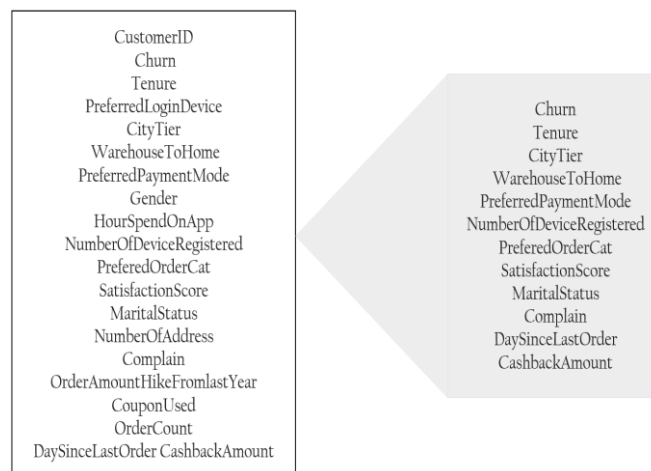 CustomerID
Churn
Tenure
PreferredLoginDevice
CityTier
WarehouseToHome
PreferredPaymentMode
Gender
HourSpendOnApp
NumberOfDeviceRegistered
PreferedOrderCat
SatisfactionScore
MaritalStatus
NumberOfAddress
Complain
OrderAmountHikeFromlastYear
CouponUsed
OrderCount
DaySinceLastOrder CashbackAmount
Churn
Tenure
CityTier
WarehouseToHome
PreferredPaymentMode
NumberOfDeviceRegistered
PreferedOrderCat
SatisfactionScore
MaritalStatus
Complain
DaySinceLastOrder
CashbackAmount